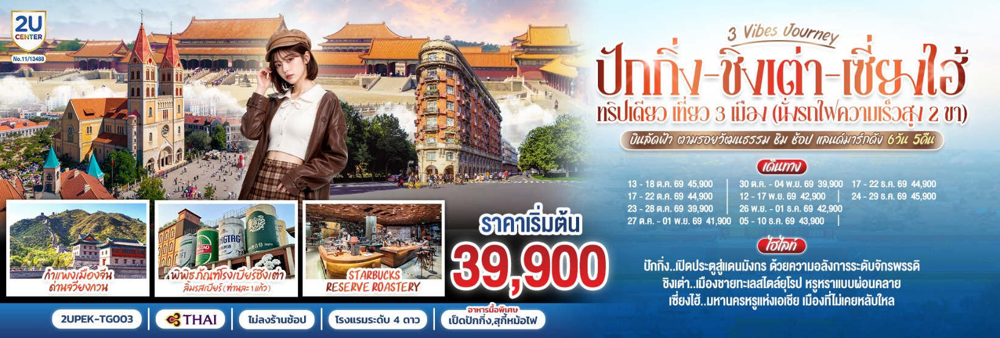 2U
CENTER
No.11/13488
3 Vibes Journey
ปักกิ่ง-ชิงเต่า-เซี่ยงไฮ้
ทริปเดียว เที่ยว 3 เมือง (นั่งรถไฟความเร็วสูง 2 ขา)
บินลัดฟ้า ตามรอยวัฒนธรรม ชิม ช้อป แลนด์มาร์กดัง 6วัน 5คืน
เดินทาง
13 - 18 ต.ค. 69 45,900
17 - 22 ต.ค. 69 44,900
23 - 28 ต.ค. 69 39,900
27 ต.ค. - 01 พ.ย. 69 41,900
30 ต.ค. - 04 พ.ย. 69 39,900
12 - 17 พ.ย. 69 42,900
26 พ.ย. - 01 ธ.ค. 69 42,900
05 - 10 ธ.ค. 69 43,900
17 - 22 ธ.ค. 69 44,900
24 - 29 ธ.ค. 69 45,900
ไฮไลท์
ปักกิ่ง..เปิดประตูสู่แดนมังกร ด้วยความอลังการระดับจักรพรรดิ
ชิงเต่า..เมืองชายทะเลสไตล์ยุโรป หรูหราแบบผ่อนคลาย
เซี่ยงไฮ้..มหานครหรูแห่งเอเชีย เมืองที่ไม่เคยหลับใหล
กำแพงเมืองจีน
ด่านจวียงกวน
พิพิธภัณฑ์โรงเบียร์ชิงเต่า
ลิ้มรสเบียร์ (ท่านละ 1 แก้ว)
STARBUCKS
RESERVE ROASTERY
ราคาเริ่มต้น
39,900
2UPEK-TG003
THAI
ไม่ลงร้านช้อป
โรงแรมระดับ 4 ดาว
อาหารมื้อพิเศษ
เป็ดปักกิ่ง,สุกี้หม้อไฟ